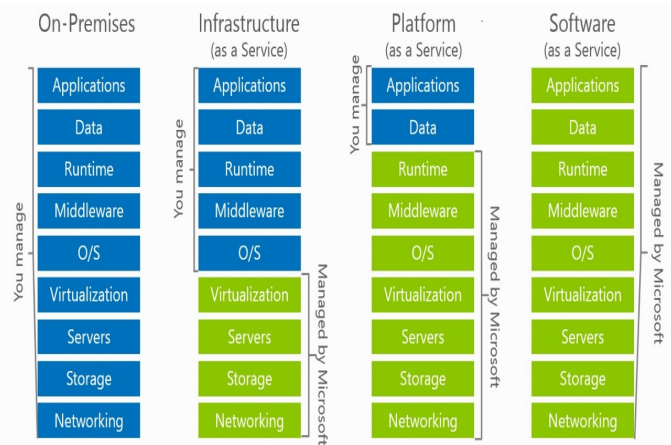 On-Premises
You manage
Applications
Data
Runtime
Middleware
O/S
Virtualization
Servers
Storage
Networking
Infrastructure
(as a Service)
You manage
Applications
Data
Runtime
Middleware
O/S
Virtualization
Servers
Storage
Networking
Managed by Microsoft
Platform
(as a Service)
You manage
Applications
Data
Runtime
Middleware
O/S
Virtualization
Servers
Storage
Networking
Managed by Microsoft
Software
(as a Service)
Applications
Data
Runtime
Middleware
O/S
Virtualization
Servers
Storage
Networking
Managed by Microsoft